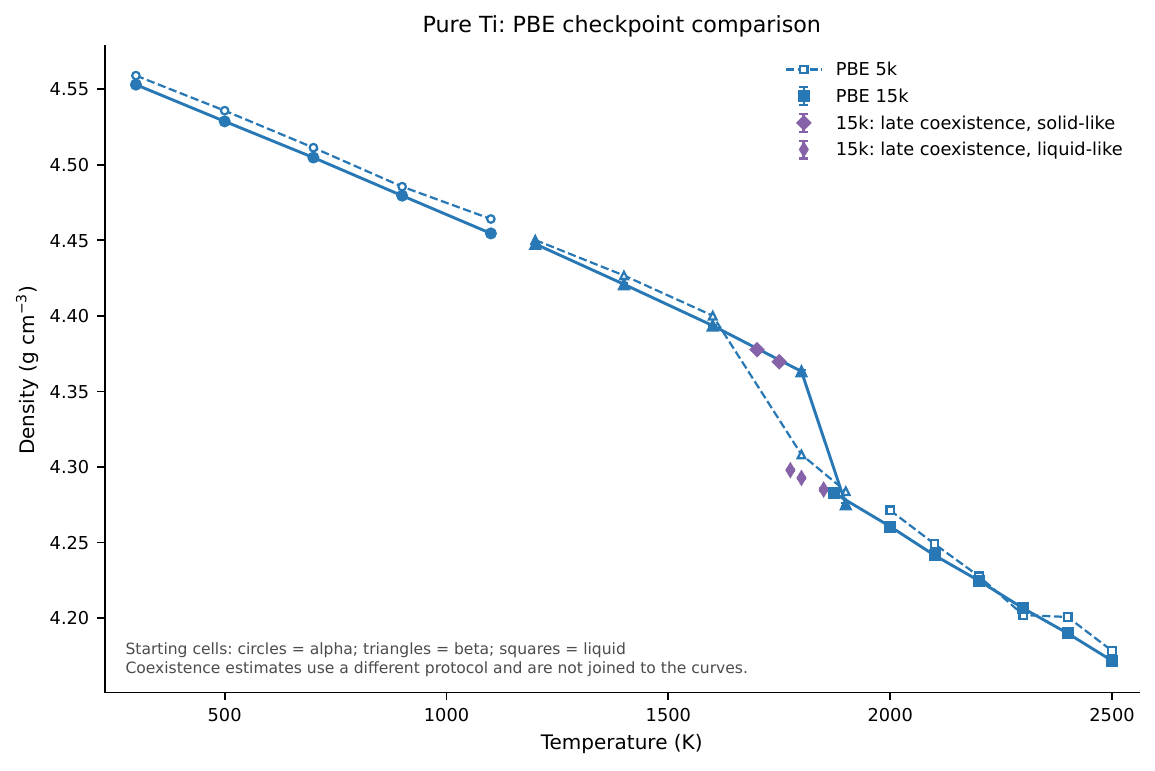 Pure Ti: PBE checkpoint comparison
PBE 5k
PBE 15k
15k: late coexistence, solid-like
15k: late coexistence, liquid-like
Density (g cm⁻³)
4.55
4.50
4.45
4.40
4.35
4.30
4.25
4.20
Starting cells: circles = alpha; triangles = beta; squares = liquid
Coexistence estimates use a different protocol and are not joined to the curves.
500 1000 1500 2000 2500
Temperature (K)